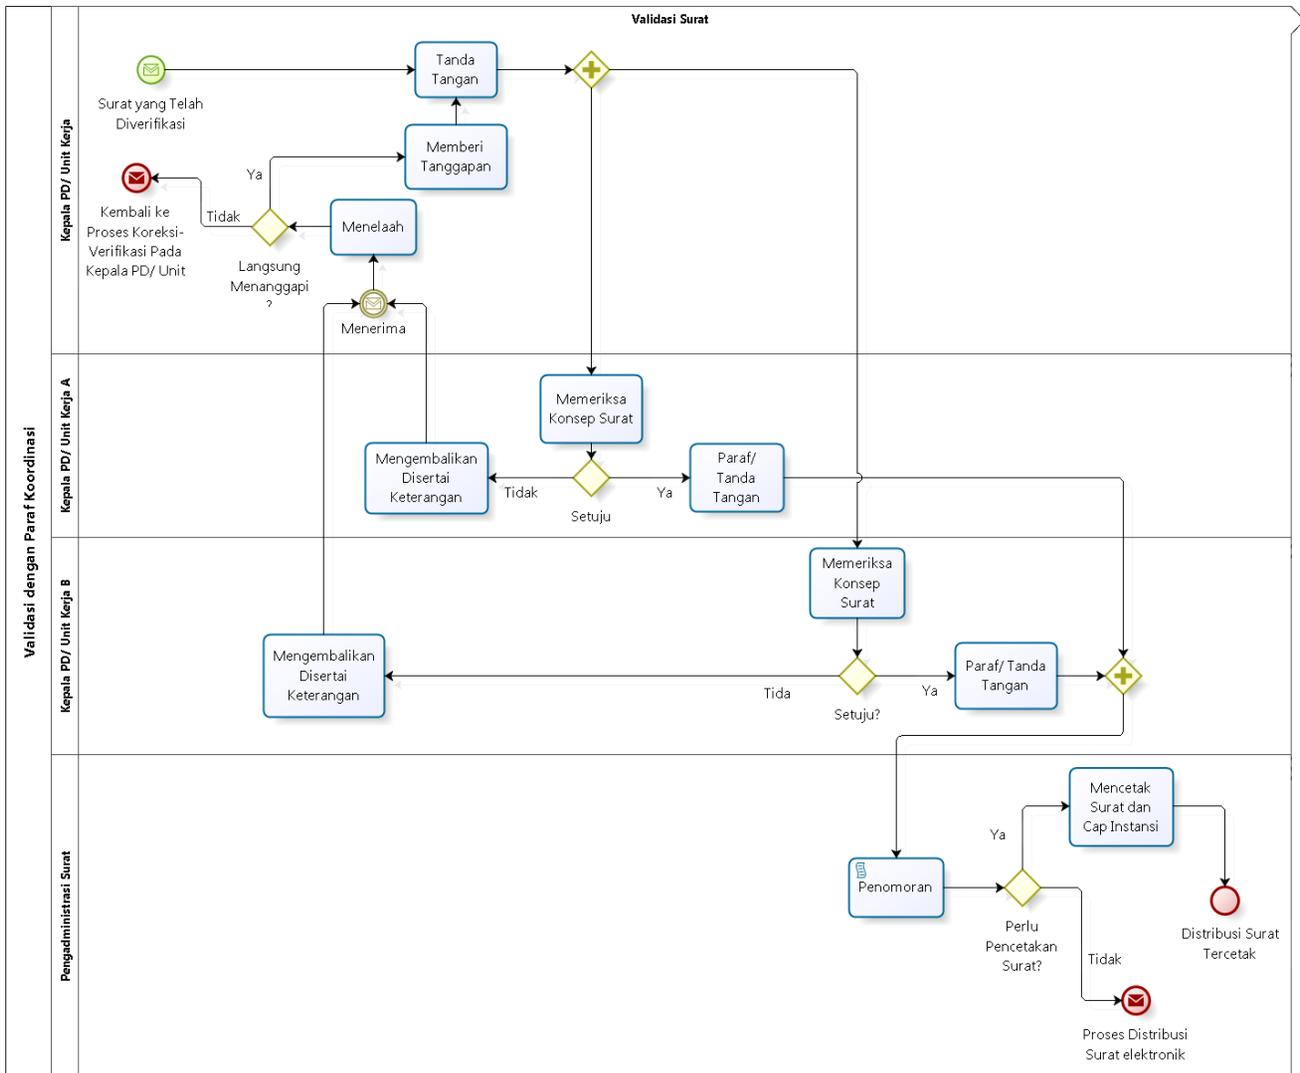 Validasi Surat
Validasi dengan Paraf Koordinasi
Kepala PD/ Unit Kerja
Surat yang Telah
Diverifikasi
Tanda
Tangan
Memberi
Tanggapan
Ya
Kembali ke
Proses Koreksi-
Verifikasi Pada
Kepala PD/ Unit
Tidak
Menelaah
Langsung
Menanggapi
?
Menerima
Kepala PD/ Unit Kerja A
Memeriksa
Konsep Surat
Mengembalikan
Disertai
Keterangan
Tidak
Setuju
Ya
Paraf/
Tanda
Tangan
Kepala PD/ Unit Kerja B
Memeriksa
Konsep
Surat
Mengembalikan
Disertai
Keterangan
Tida
Setuju?
Ya
Paraf/ Tanda
Tangan
Pengadministrasi Surat
Penomoran
Perlu
Pencetakan
Surat?
Ya
Mencetak
Surat dan
Cap Instansi
Distribusi Surat
Tercetak
Tidak
Proses Distribusi
Surat elektronik